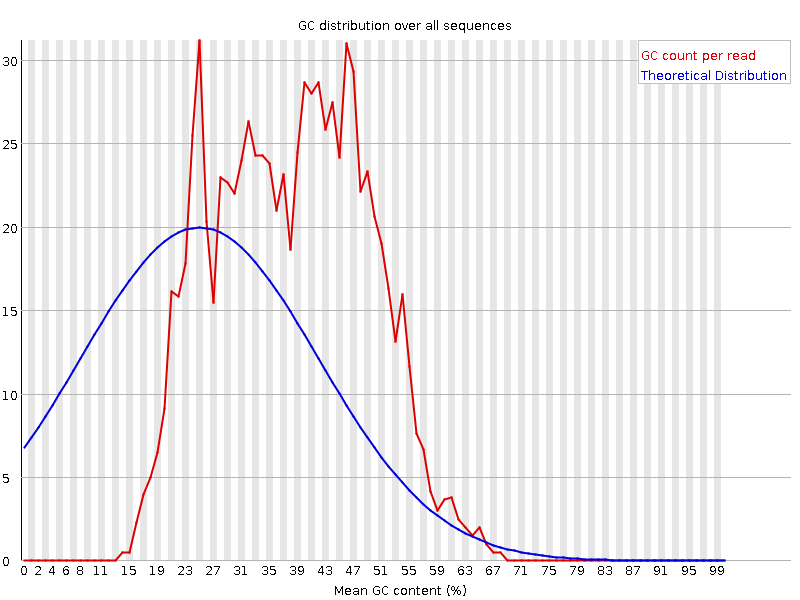 GC distribution over all sequences
GC count per read
Theoretical Distribution
30
25
20
15
10
5
0
0 2 4 6 8 11 15 19 23 27 31 35 39 43 47 51 55 59 63 67 71 75 79 83 87 91 95 99
Mean GC content (%)